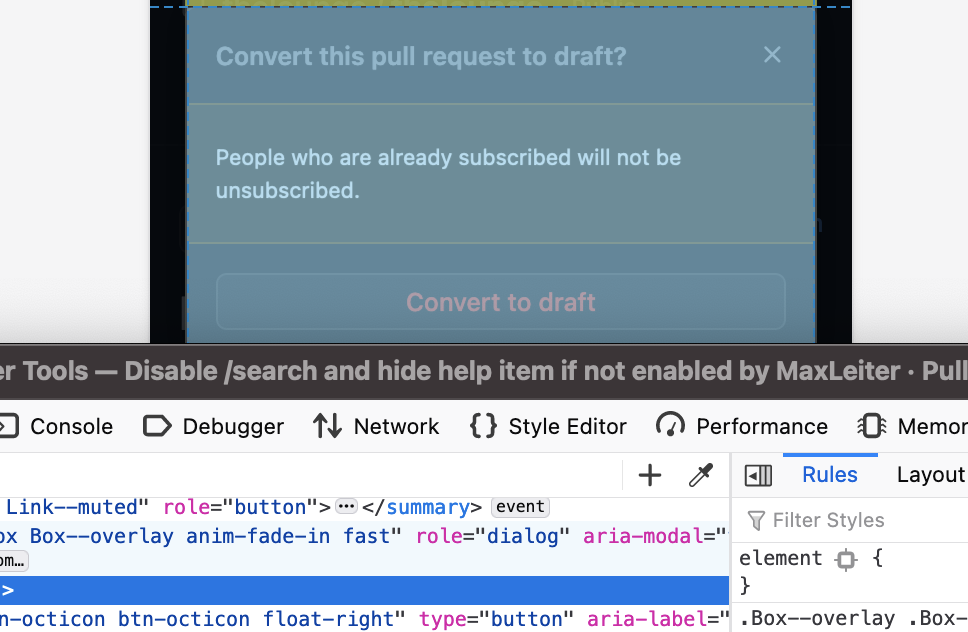 Convert this pull request to draft?
People who are already subscribed will not be
unsubscribed.
Convert to draft
er Tools — Disable /search and hide help item if not enabled by MaxLeiter · Pull
Console Debugger Network Style Editor Performance Memor
Rules Layout
Link--muted" role="button"> </summary> event
Filter Styles
ox Box--overlay anim-fade-in fast" role="dialog" aria-modal="
om…
element {
>
}
n-octicon btn-octicon float-right" type="button" aria-label="
.Box--overlay .Box-